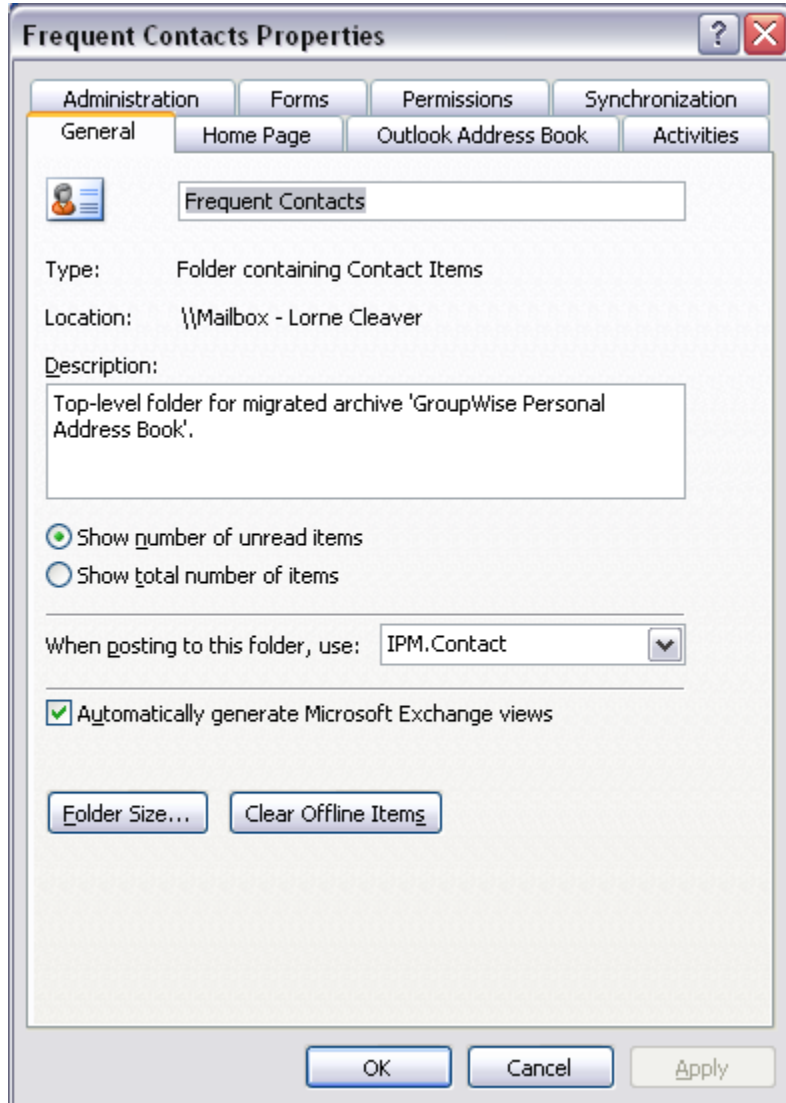 Frequent Contacts Properties
Administration Forms Permissions Synchronization
General Home Page Outlook Address Book Activities
Frequent Contacts
Type: Folder containing Contact Items
Location: \\Mailbox - Lorne Cleaver
Description:
Top-level folder for migrated archive 'GroupWise Personal
Address Book'.
Show number of unread items
Show total number of items
When posting to this folder, use: IPM.Contact
Automatically generate Microsoft Exchange views
Folder Size... Clear Offline Items
OK Cancel Apply